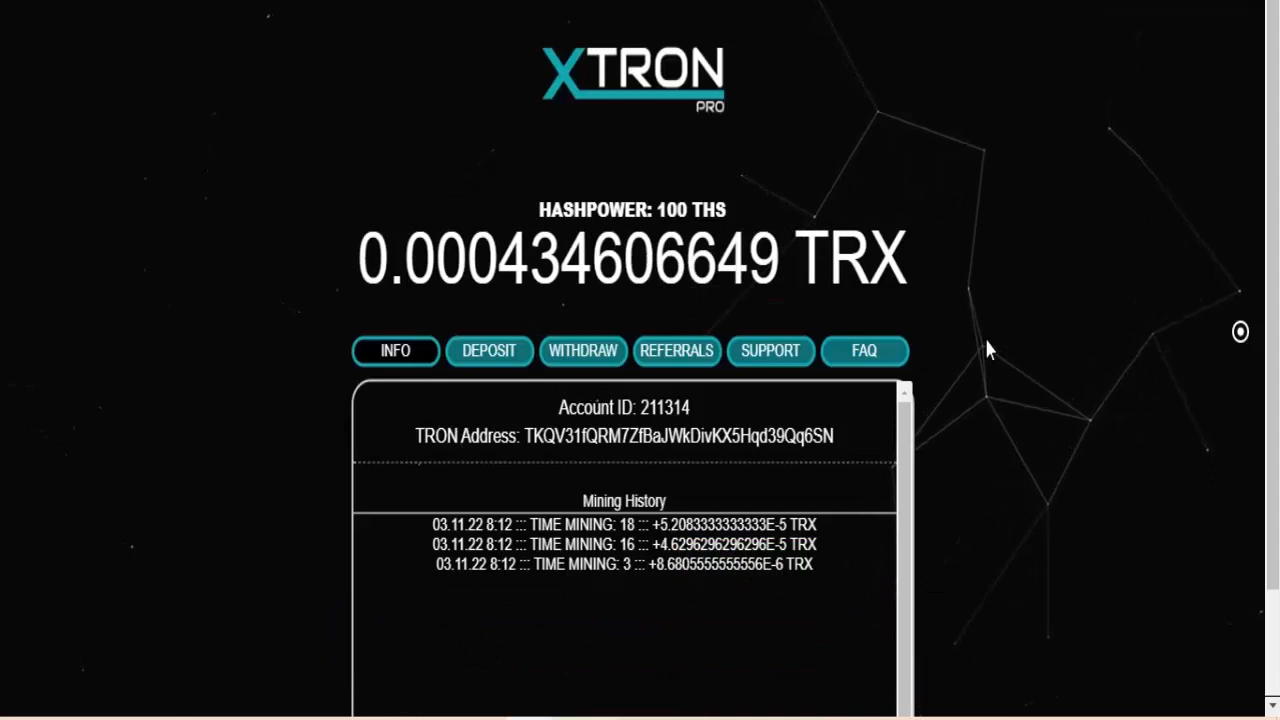 XTRON
PRO
HASHPOWER: 100 THS
0.000434606649 TRX
INFO DEPOSIT WITHDRAW REFERRALS SUPPORT FAQ
Account ID: 211314
TRON Address: TKQV31fQRM7ZfBaJWkDivKX5Hqd39Qq6SN
Mining History
03.11.22 8:12 ::: TIME MINING: 18 ::: +5.2083333333333E-5 TRX
03.11.22 8:12 ::: TIME MINING: 16 ::: +4.6296296296296E-5 TRX
03.11.22 8:12 ::: TIME MINING: 3 ::: +8.6805555555556E-6 TRX